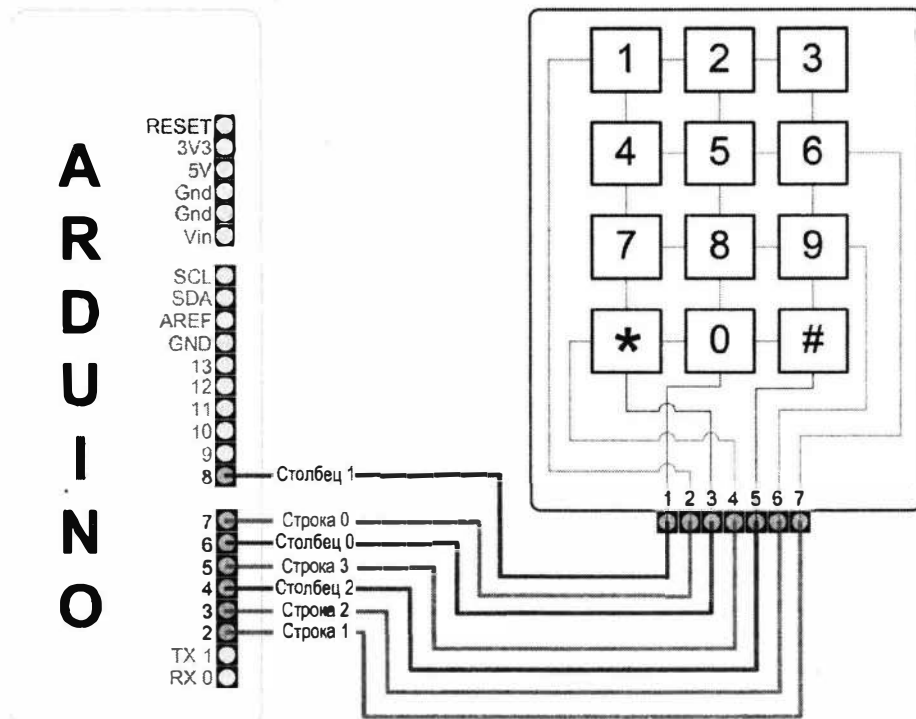 ARDUINO
RESET
3V3
5V
Gnd
Gnd
Vin
SCL
SDA
AREF
GND
13
12
11
10
9
8 Столбец 1
7 Строка 0
6 Столбец 0
5 Строка 3
4 Столбец 2
3 Строка 2
2 Строка 1
TX 1
RX 0
1 2 3
4 5 6
7 8 9
* 0 #
1 2 3 4 5 6 7